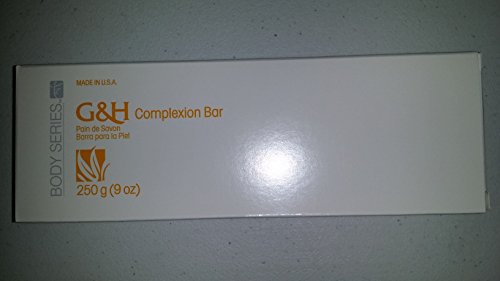 BODY SERIES
MADE IN U.S.A.
G&H Complexion Bar
Pain de Savon
Barra para la Piel
250 g (9 oz)